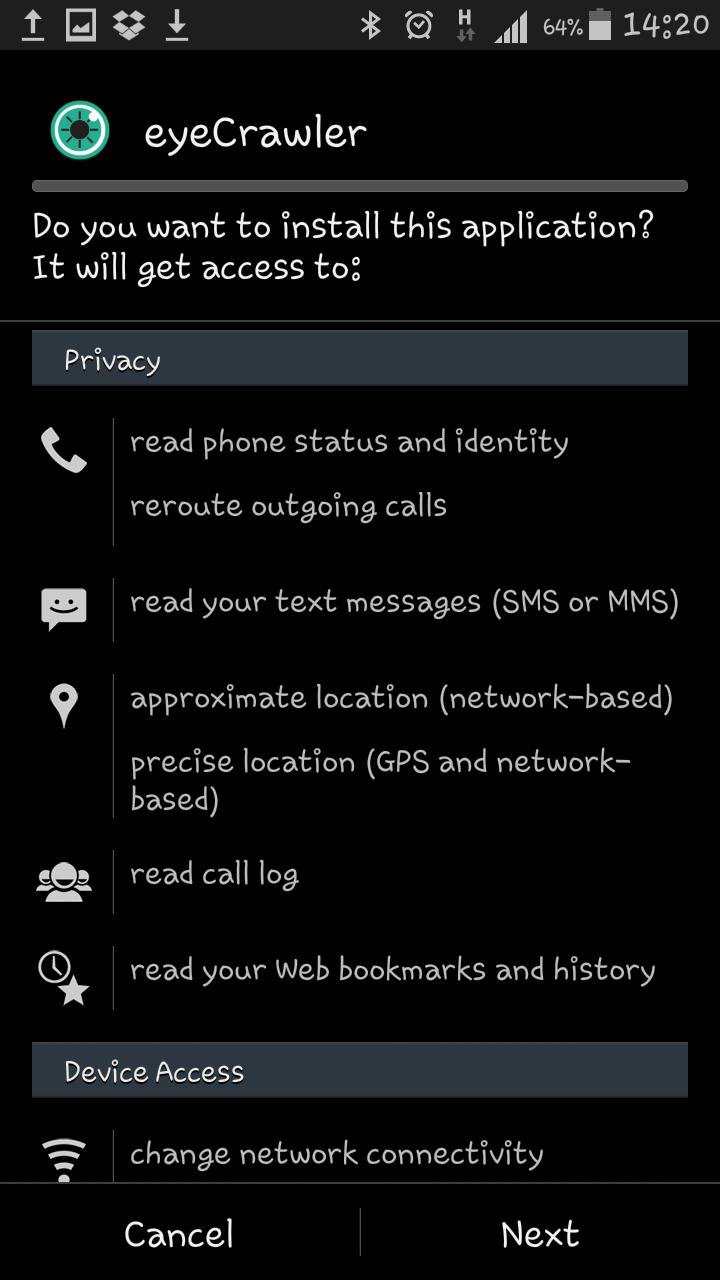 H 64% 14:20
eyeCrawler
Do you want to install this application?
It will get access to:
Privacy
read phone status and identity
reroute outgoing calls
read your text messages (SMS or MMS)
approximate location (network-based)
precise location (GPS and network-
based)
read call log
read your Web bookmarks and history
Device Access
change network connectivity
Cancel Next